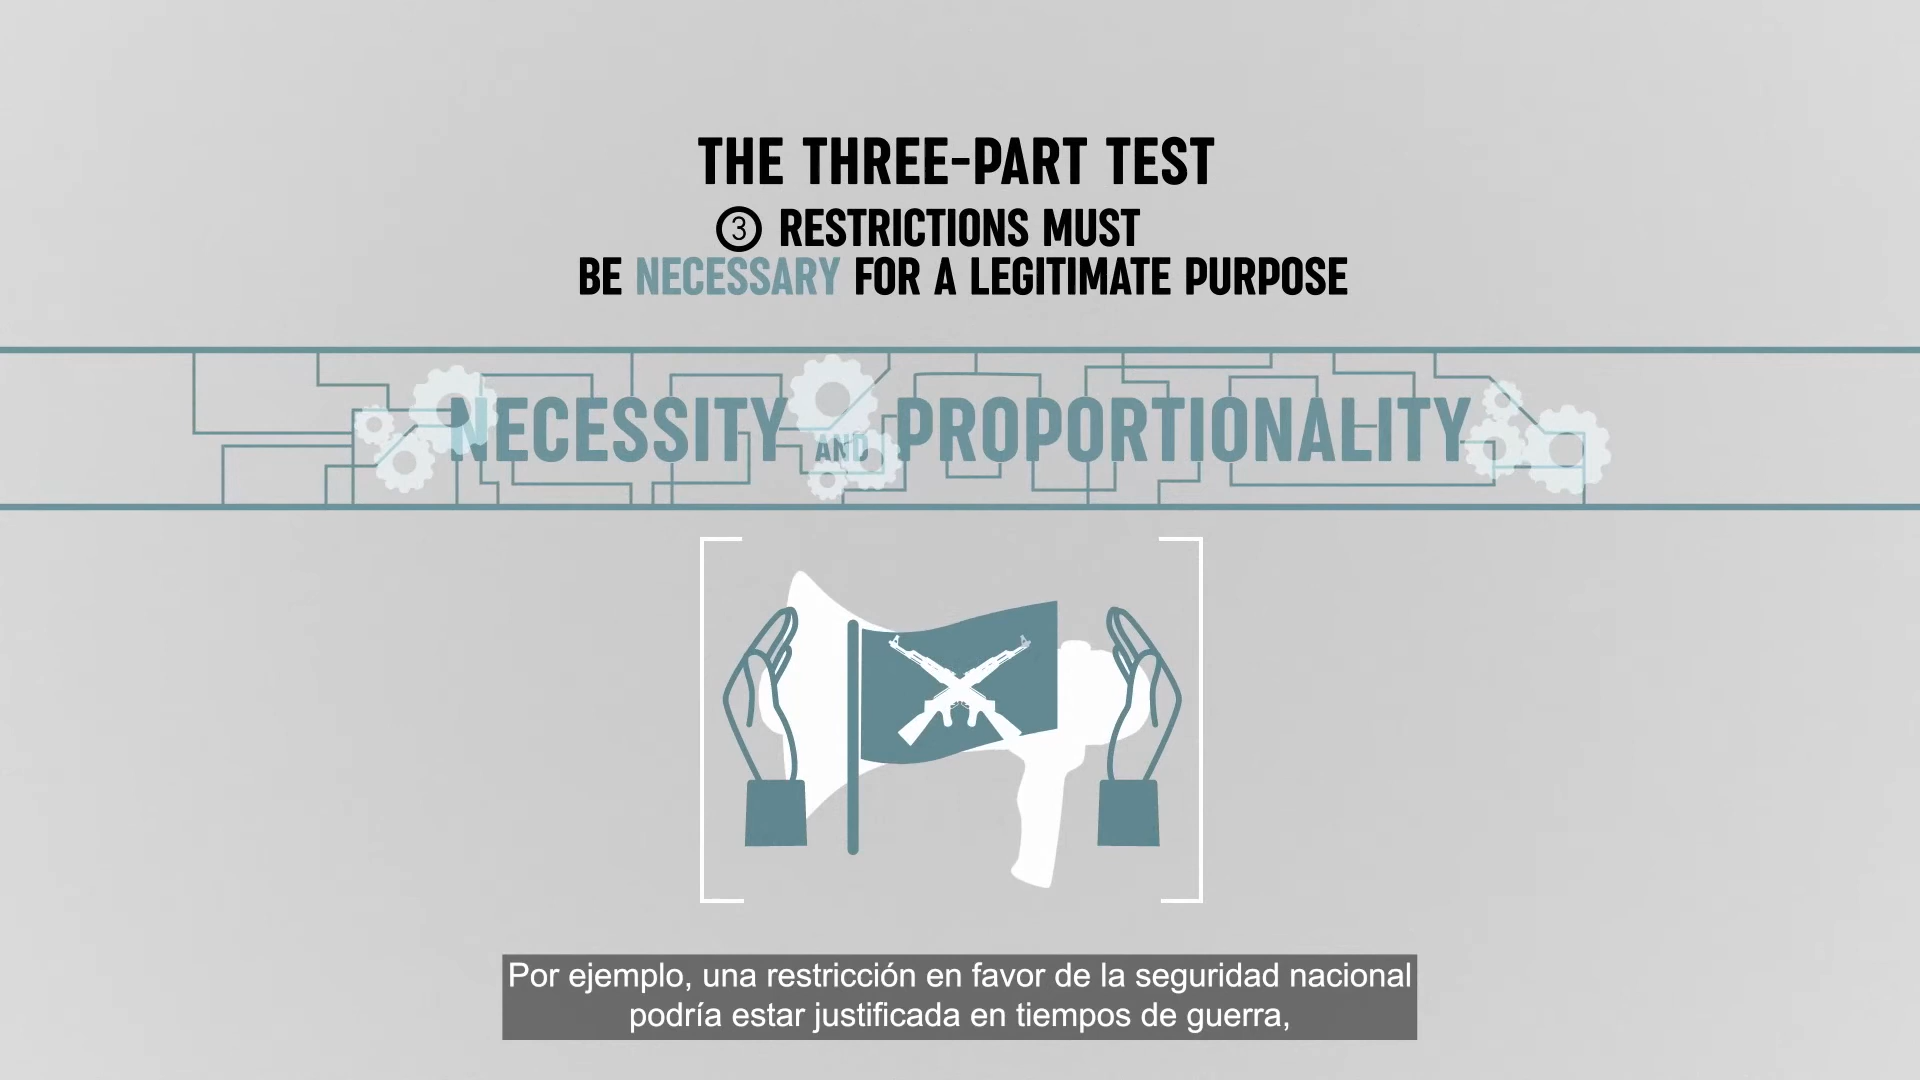 THE THREE-PART TEST
3 RESTRICTIONS MUST
BE NECESSARY FOR A LEGITIMATE PURPOSE
NECESSITY AND PROPORTIONALITY
Por ejemplo, una restricción en favor de la seguridad nacional
podría estar justificada en tiempos de guerra,